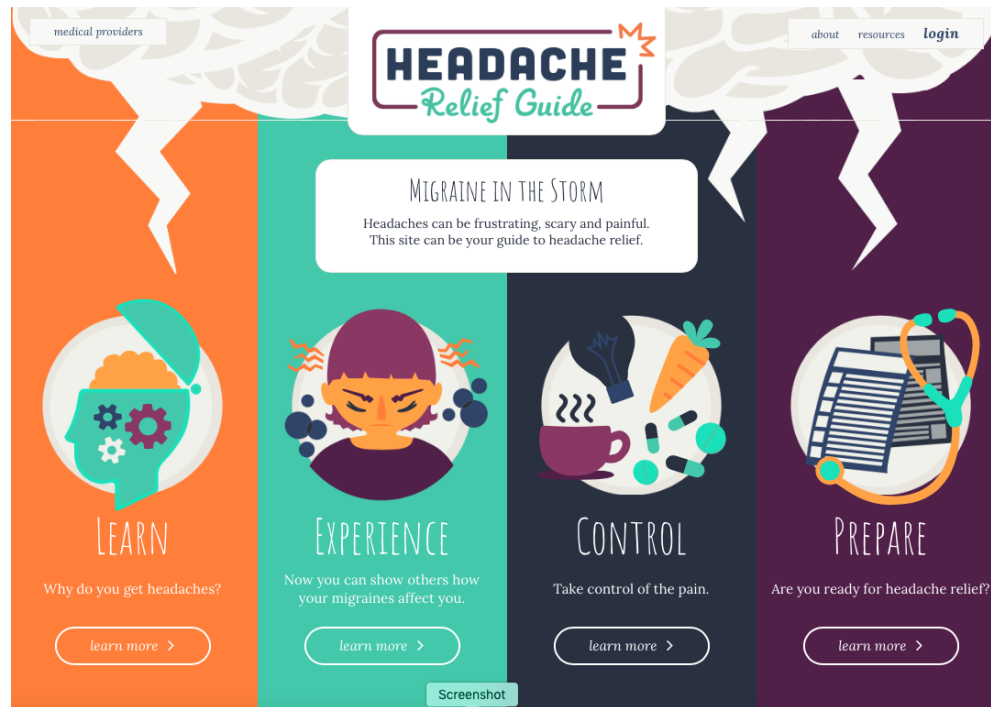 medical providers
about resources login
HEADACHE
Relief Guide
MIGRAINE IN THE STORM
Headaches can be frustrating, scary and painful.
This site can be your guide to headache relief.
LEARN
Why do you get headaches?
learn more >
EXPERIENCE
Now you can show others how
your migraines affect you.
learn more >
CONTROL
Take control of the pain.
learn more >
PREPARE
Are you ready for headache relief?
learn more >
Screenshot